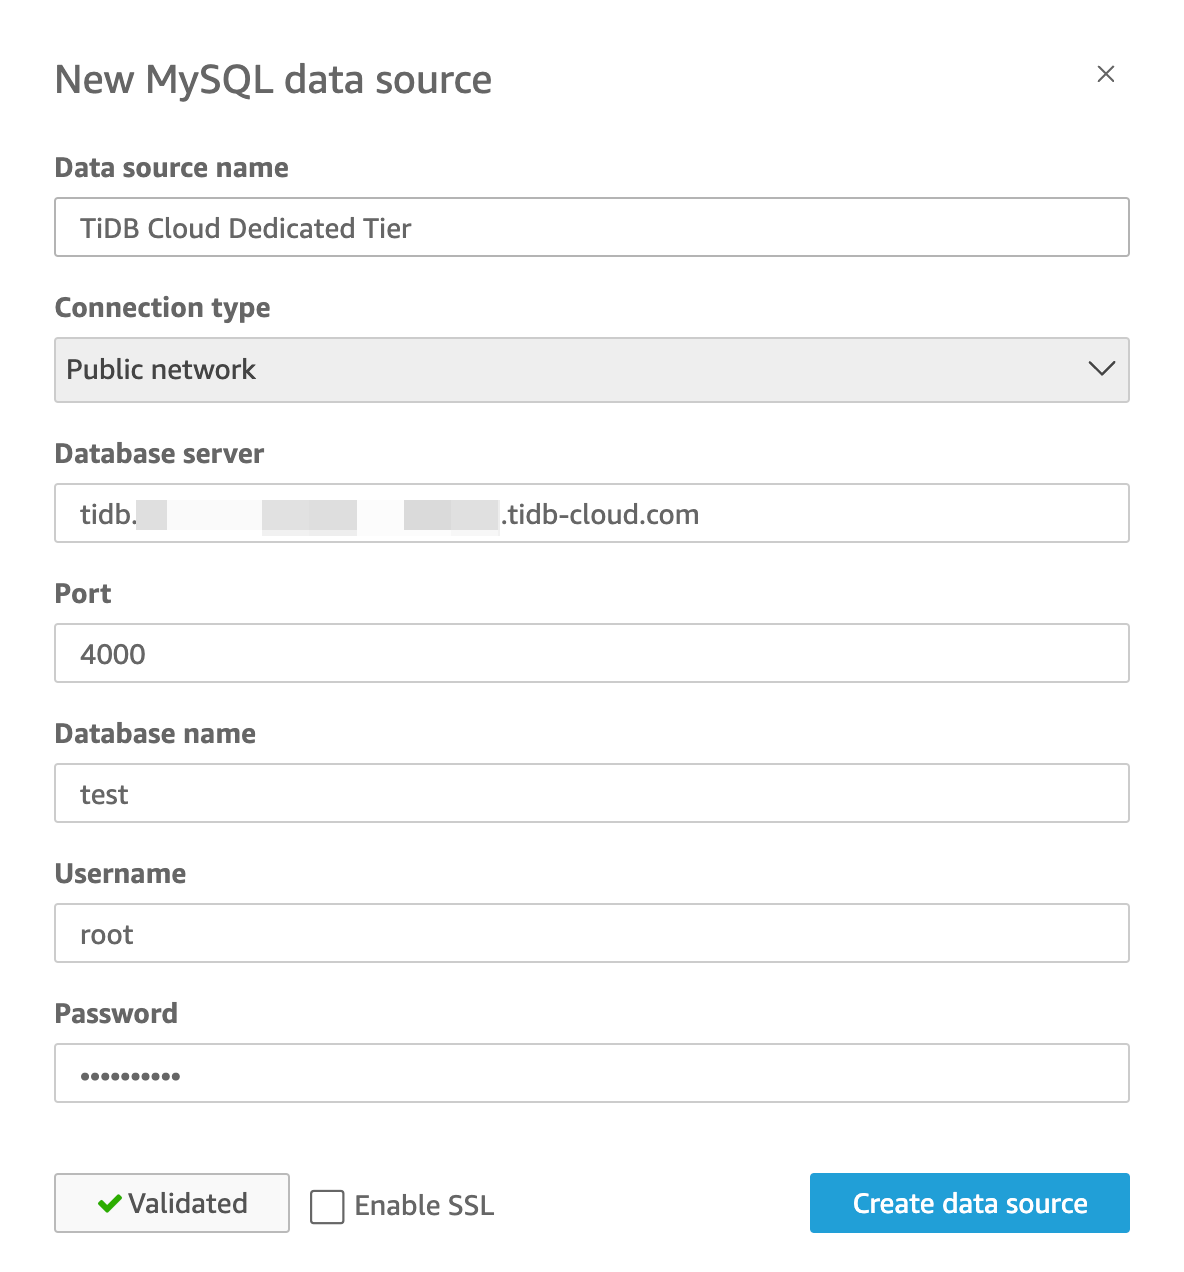 New MySQL data source
Data source name
TiDB Cloud Dedicated Tier
Connection type
Public network
Database server
tidb. .tidb-cloud.com
Port
4000
Database name
test
Username
root
Password
••••••••••
Validated
Enable SSL
Create data source